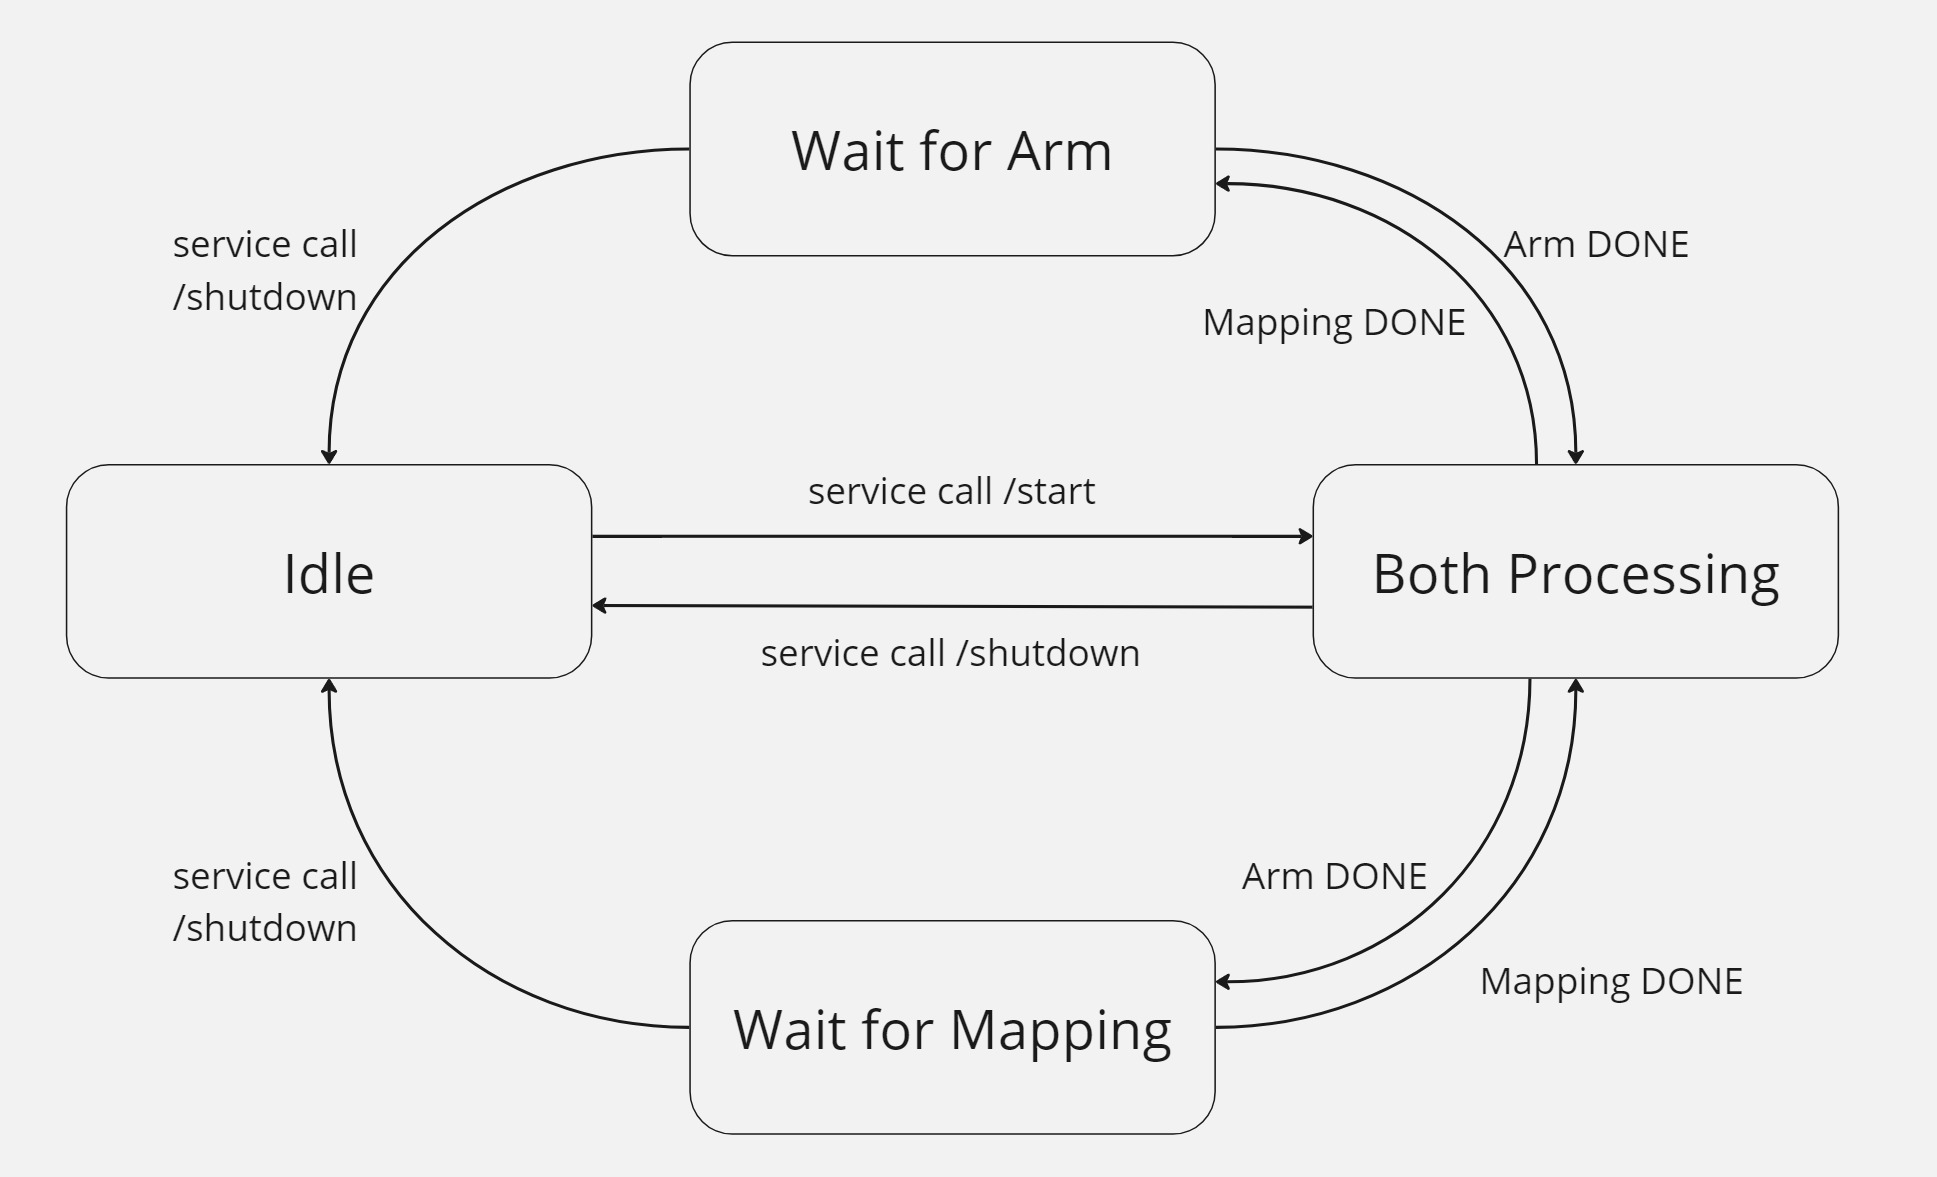 Wait for Arm
service call
/shutdown
Arm DONE
Mapping DONE
service call /start
Idle
Both Processing
service call /shutdown
service call
/shutdown
Arm DONE
Mapping DONE
Wait for Mapping